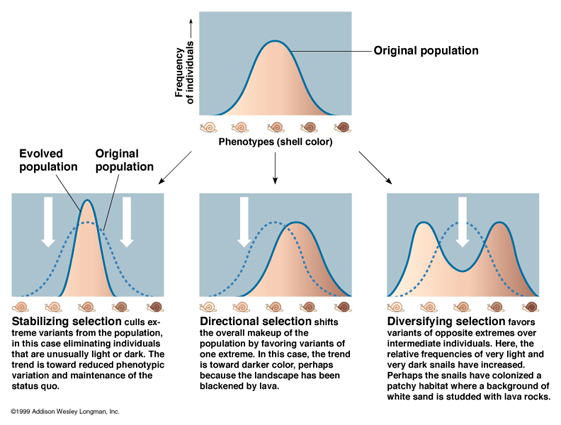 Frequency
of individuals
Original population
Phenotypes (shell color)
Evolved
population
Original
population
Stabilizing selection culls ex-
treme variants from the population,
in this case eliminating individuals
that are unusually light or dark. The
trend is toward reduced phenotypic
variation and maintenance of the
status quo.
Directional selection shifts
the overall makeup of the
population by favoring variants of
one extreme. In this case, the trend
is toward darker color, perhaps
because the landscape has been
blackened by lava.
Diversifying selection favors
variants of opposite extremes over
intermediate individuals. Here, the
relative frequencies of very light and
very dark snails have increased.
Perhaps the snails have colonized a
patchy habitat where a background of
white sand is studded with lava rocks.
©1999 Addison Wesley Longman, Inc.